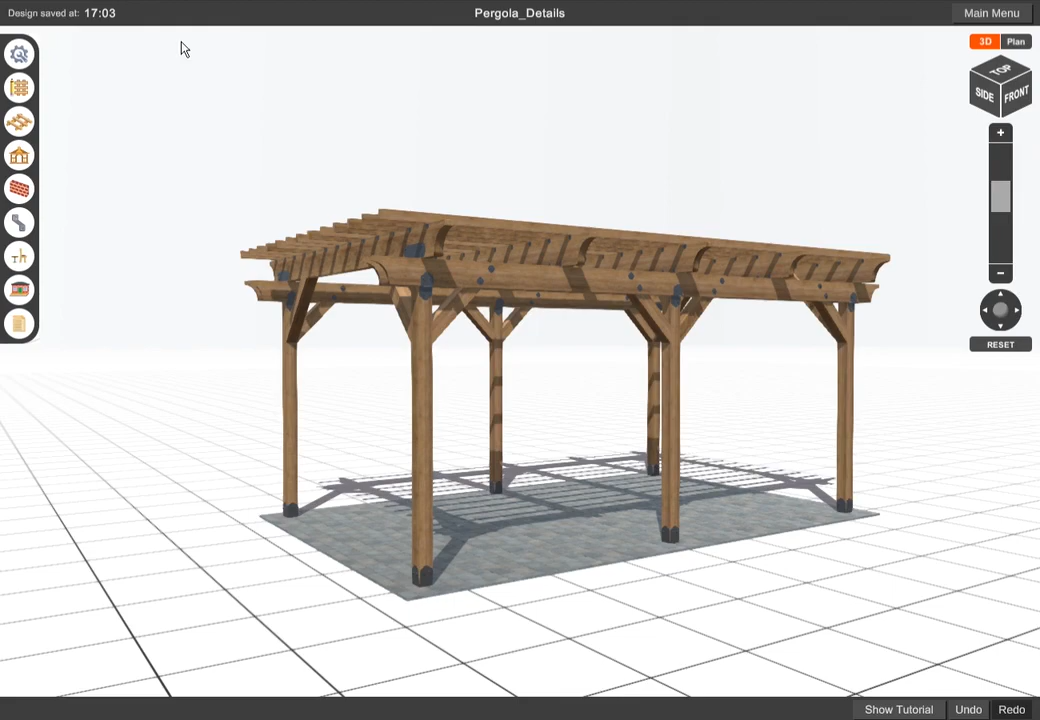 Design saved at: 17:03
Pergola_Details
Main Menu
3D Plan
TOP
SIDE FRONT
+
−
RESET
Show Tutorial Undo Redo